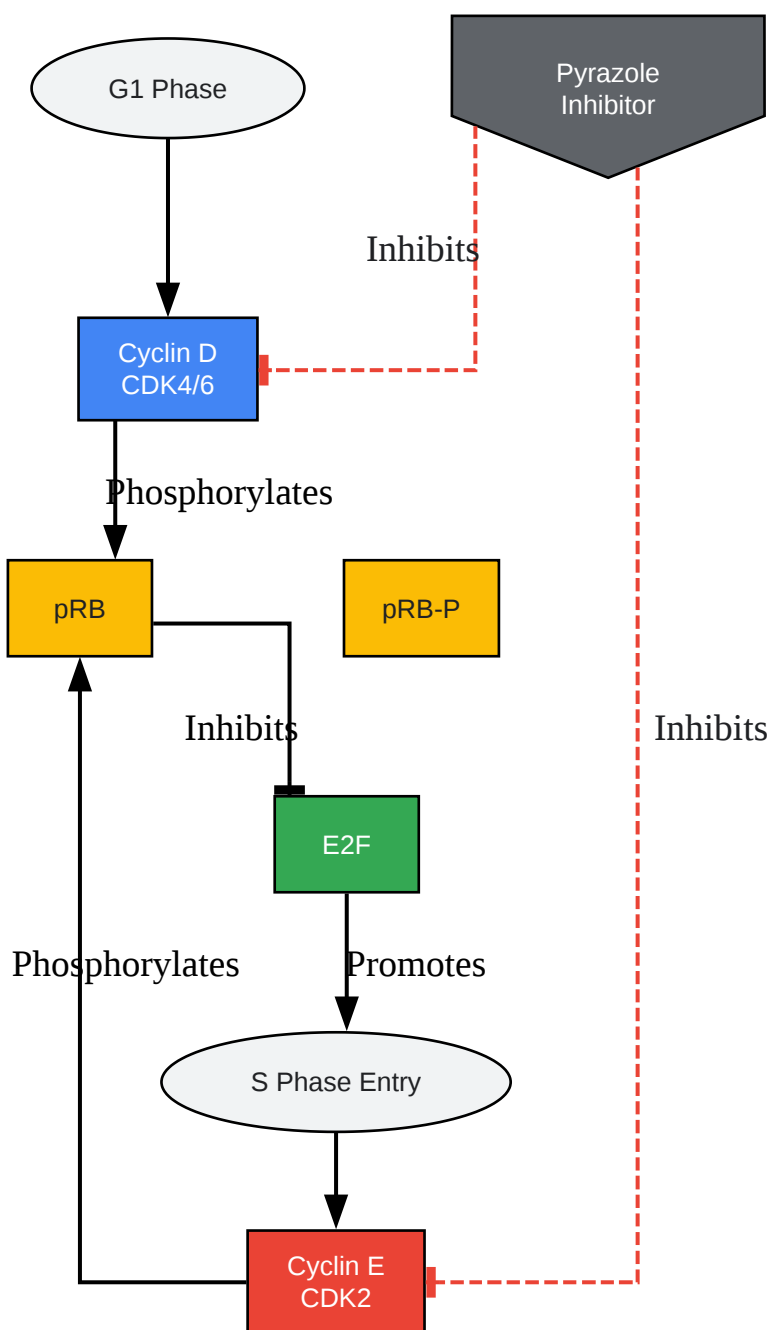 G1 Phase
Pyrazole
Inhibitor
Inhibits
Cyclin D
CDK4/6
Phosphorylates
pRB
pRB-P
Inhibits
Inhibits
E2F
Phosphorylates
Promotes
S Phase Entry
Cyclin E
CDK2